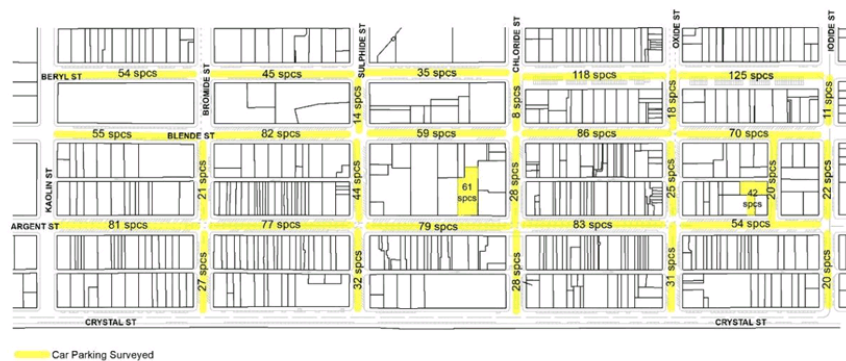 SULPHIDE ST
CHLORIDE ST
OXIDE ST
IODIDE ST
BERYL ST
54 spcs
BROMIDE ST
45 spcs
35 spcs
118 spcs
125 spcs
14 spcs
8 spcs
18 spcs
11 spcs
55 spcs
BLENDE ST
82 spcs
59 spcs
86 spcs
70 spcs
KAOLIN ST
21 spcs
44 spcs
61
spcs
28 spcs
25 spcs
42
spcs
20 spcs
22 spcs
ARGENT ST
81 spcs
77 spcs
79 spcs
83 spcs
54 spcs
27 spcs
32 spcs
28 spcs
31 spcs
20 spcs
CRYSTAL ST
CRYSTAL ST
Car Parking Surveyed